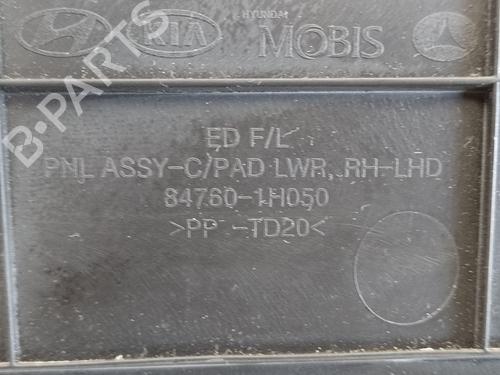 HYUNDAI
KIA MOBIS
ED F/L
PNL ASSY-C/PAD LWR, RH-LHD
84760-1H050
>PP -TD20<
B-PARTS